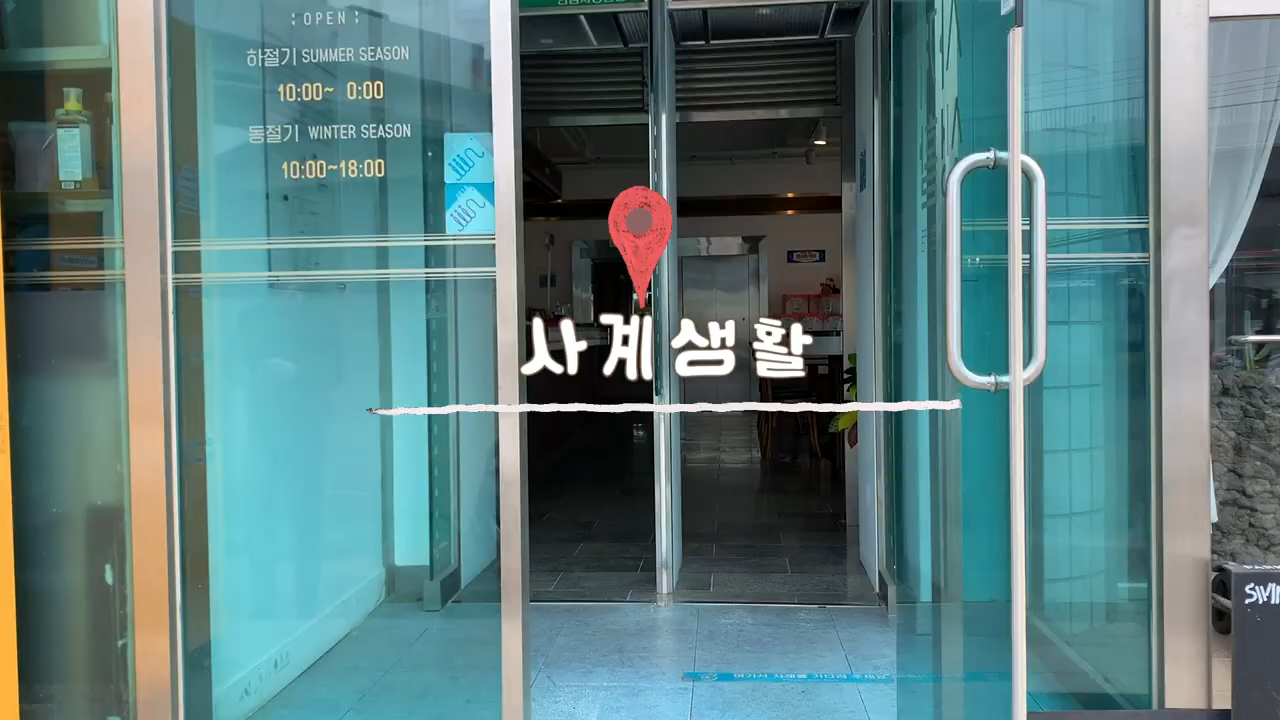 : OPEN :
하절기 SUMMER SEASON
10:00~ 0:00
동절기 WINTER SEASON
10:00~18:00
사계생활